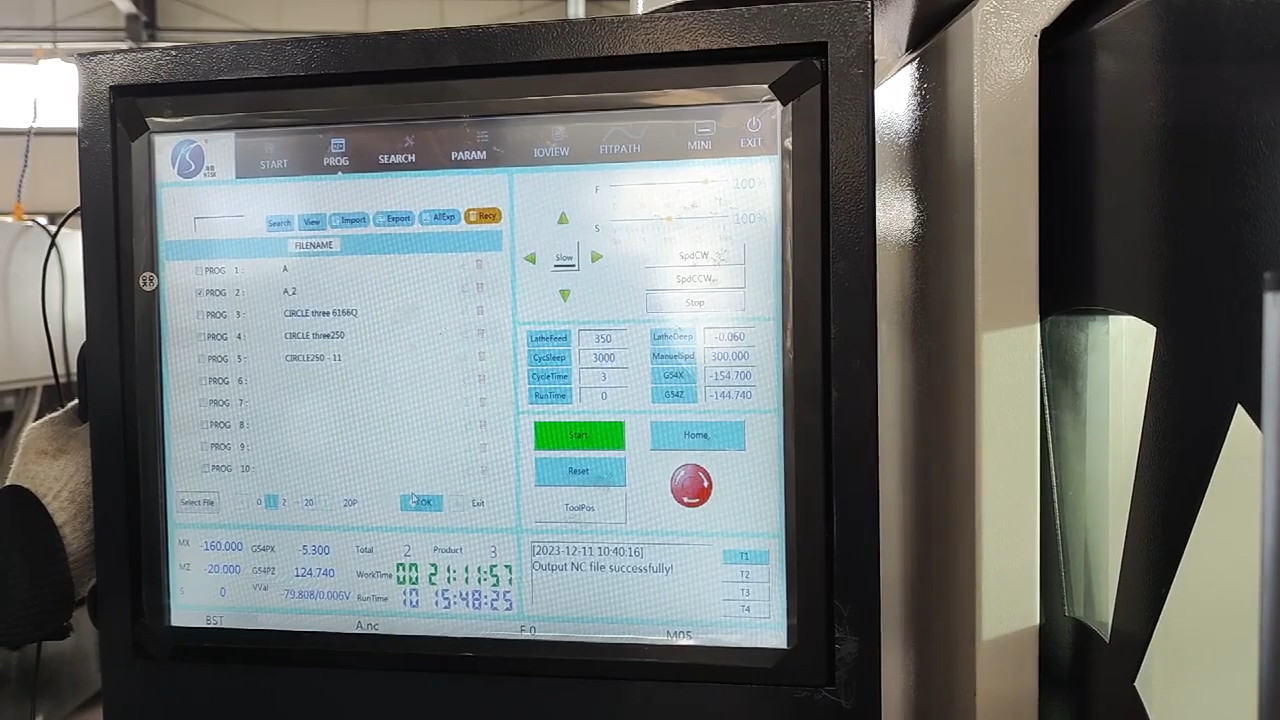 START PROG SEARCH PARAM IOVIEW FITPATH MINI EXIT
Search View Import Export AllExp Recy
FILENAME
PROG 1 : A
PROG 2 : A_2
PROG 3 : CIRCLE three 6166Q
PROG 4 : CIRCLE three250
PROG 5 : CIRCLE250 - 11
PROG 6 :
PROG 7 :
PROG 8 :
PROG 9 :
PROG 10 :
Select File 0 1 2 - 20 20P OK Exit
F 100%
S 100%
Slow
SpdCW
SpdCCW
Stop
LatheFeed 350 LatheDeep -0.060
CycSleep 3000 ManuelSpd 300.000
CycleTime 3 G54X -154.700
RunTime 0 G54Z -144.740
Start Home
Reset
ToolPos
MX -160.000 G54PX -5.300 Total 2 Product 3
MZ -20.000 G54PZ 124.740 WorkTime 00 21:11:57
S 0 VVal -79.808/0.006V RunTime 10 15:48:25
[2023-12-11 10:40:16]
Output NC file successfully!
T1
T2
T3
T4
BST A.nc F 0 M05